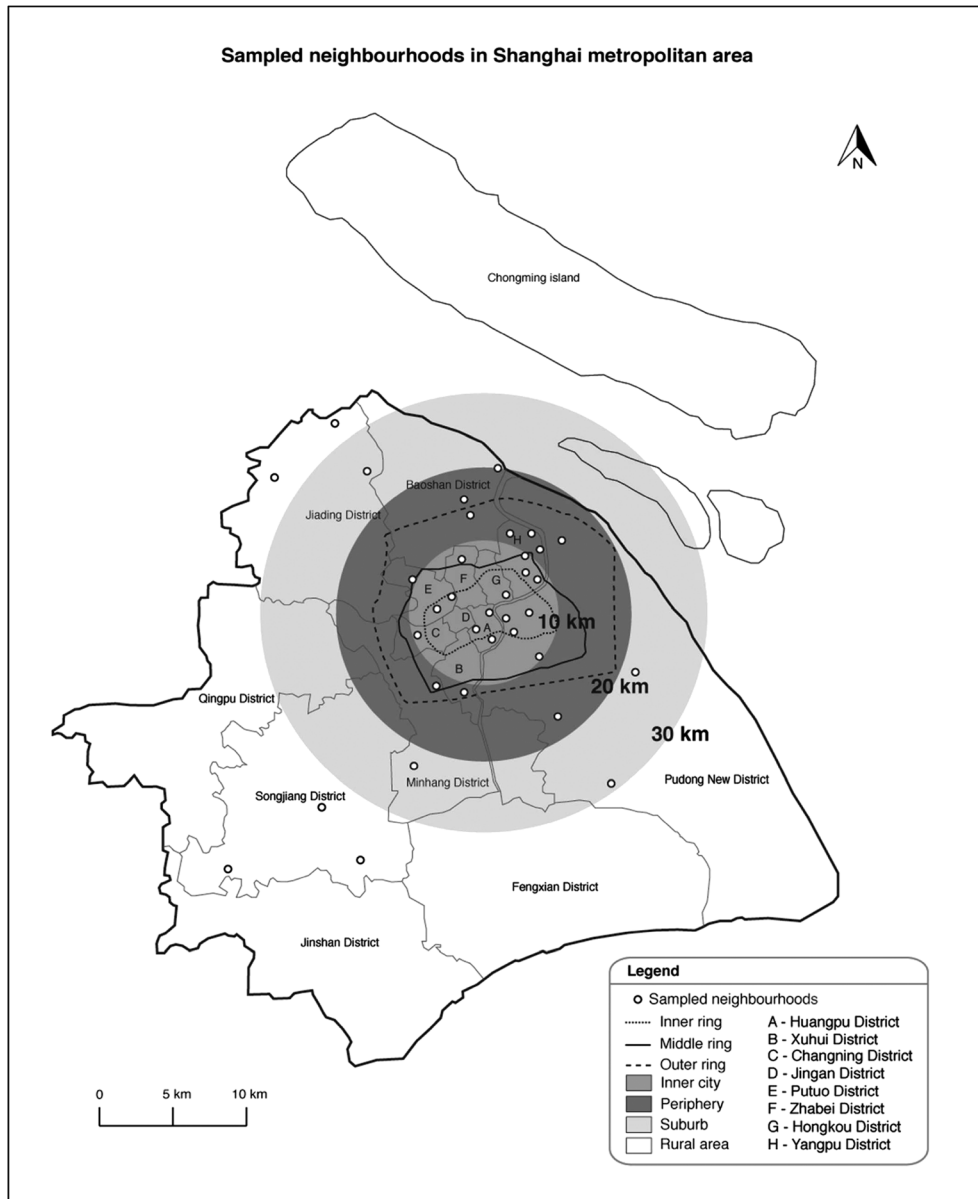 Sampled neighbourhoods in Shanghai metropolitan area
N
Chongming island
Baoshan District
Jiading District
H
E
F
G
D
C
A
10 km
B
20 km
Qingpu District
30 km
Minhang District
Pudong New District
Songjiang District
Fengxian District
Jinshan District
Legend
Sampled neighbourhoods
Inner ring
Middle ring
Outer ring
Inner city
Periphery
Suburb
Rural area
A - Huangpu District
B - Xuhui District
C - Changning District
D - Jingan District
E - Putuo District
F - Zhabei District
G - Hongkou District
H - Yangpu District
0 5 km 10 km